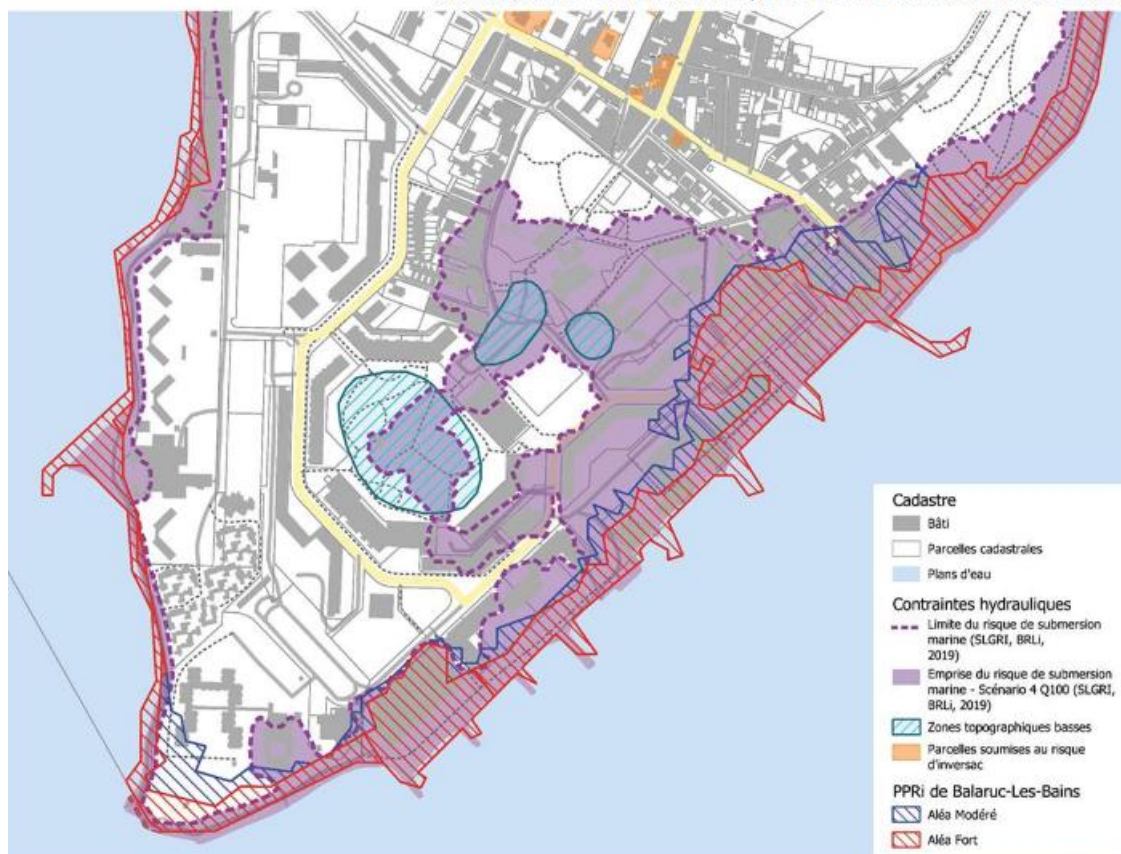 Cadastre
Bâti
Parcelles cadastrales
Plans d'eau
Contraintes hydrauliques
Limite du risque de submersion
marine (SLGRI, BRLi,
2019)
Emprise du risque de submersion
marine - Scénario 4 Q100 (SLGRI,
BRLi, 2019)
Zones topographiques basses
Parcelles soumises au risque
d'inversac
PPRi de Balaruc-Les-Bains
Aléa Modéré
Aléa Fort